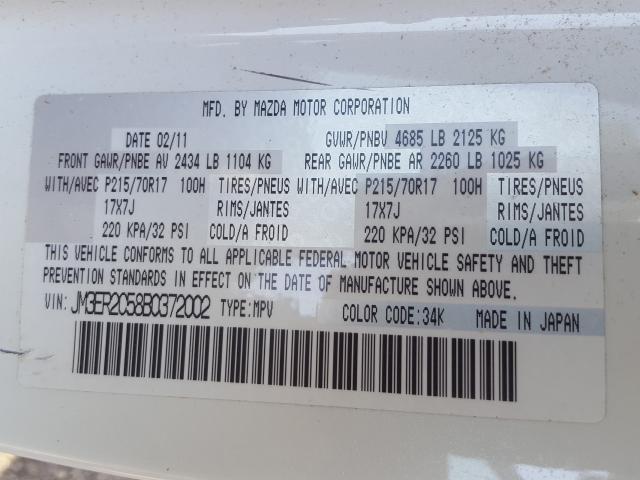 MFD. BY MAZDA MOTOR CORPORATION
DATE 02/11 GVWR/PNBV 4685 LB 2125 KG
FRONT GAWR/PNBE AV 2434 LB 1104 KG REAR GAWR/PNBE AR 2260 LB 1025 KG
WITH/AVEC P215/70R17 100H TIRES/PNEUS WITH/AVEC P215/70R17 100H TIRES/PNEUS
17X7J RIMS/JANTES 17X7J RIMS/JANTES
220 KPA/32 PSI COLD/A FROID 220 KPA/32 PSI COLD/A FROID
THIS VEHICLE CONFORMS TO ALL APPLICABLE FEDERAL MOTOR VEHICLE SAFETY AND THEFT
PREVENTION STANDARDS IN EFFECT ON THE DATE OF MANUFACTURE SHOWN ABOVE.
VIN: JM3ER2C58B0372002 TYPE:MPV COLOR CODE:34K MADE IN JAPAN